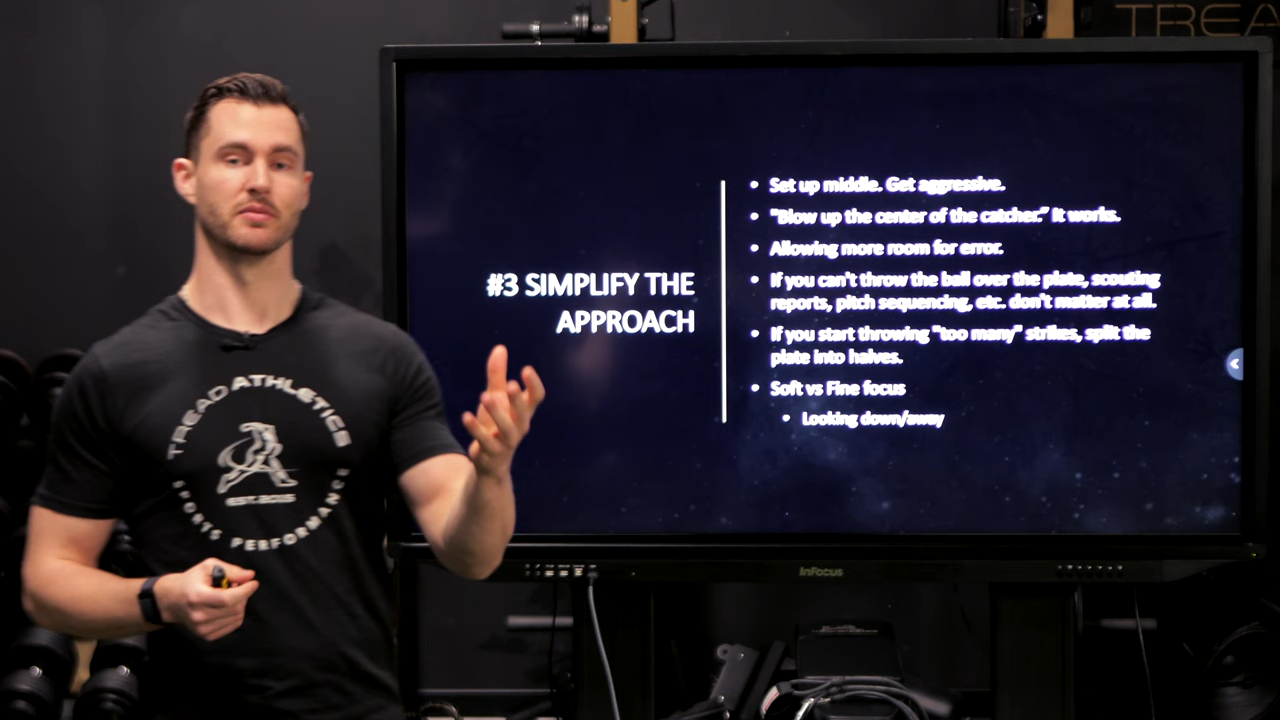 TREA
#3 SIMPLIFY THE
APPROACH
• Set up middle. Get aggressive.
• "Blow up the center of the catcher." It works.
• Allowing more room for error.
• If you can't throw the ball over the plate, scouting
reports, pitch sequencing, etc. don't matter at all.
• If you start throwing "too many" strikes, split the
plate into halves.
• Soft vs Fine focus
• Looking down/away
TREAD ATHLETICS
EST. 2015
SPORTS PERFORMANCE
InFocus